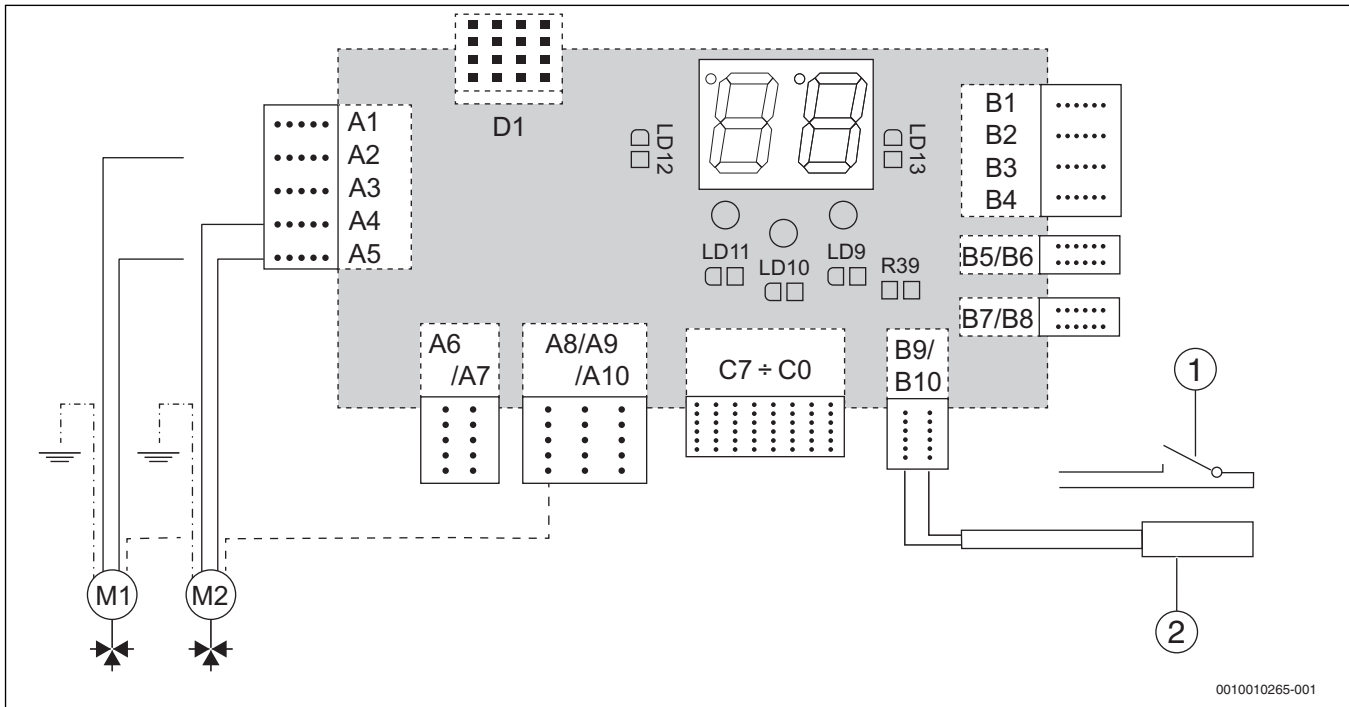 D1
A1
A2
A3
A4
A5
LD12
LD13
B1
B2
B3
B4
LD11
LD10
LD9
R39
B5/B6
B7/B8
A6
/A7
A8/A9
/A10
C7 ÷ C0
B9/
B10
1
M1
M2
2
0010010265-001